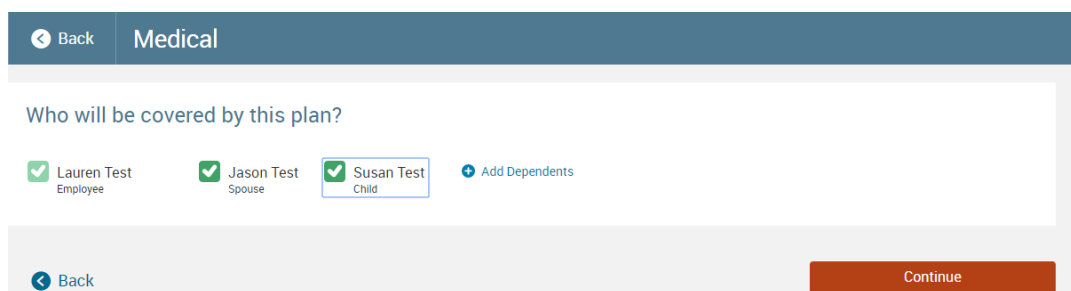 Back Medical
Who will be covered by this plan?
Lauren Test Jason Test Susan Test Add Dependents
Employee Spouse Child
Back Continue